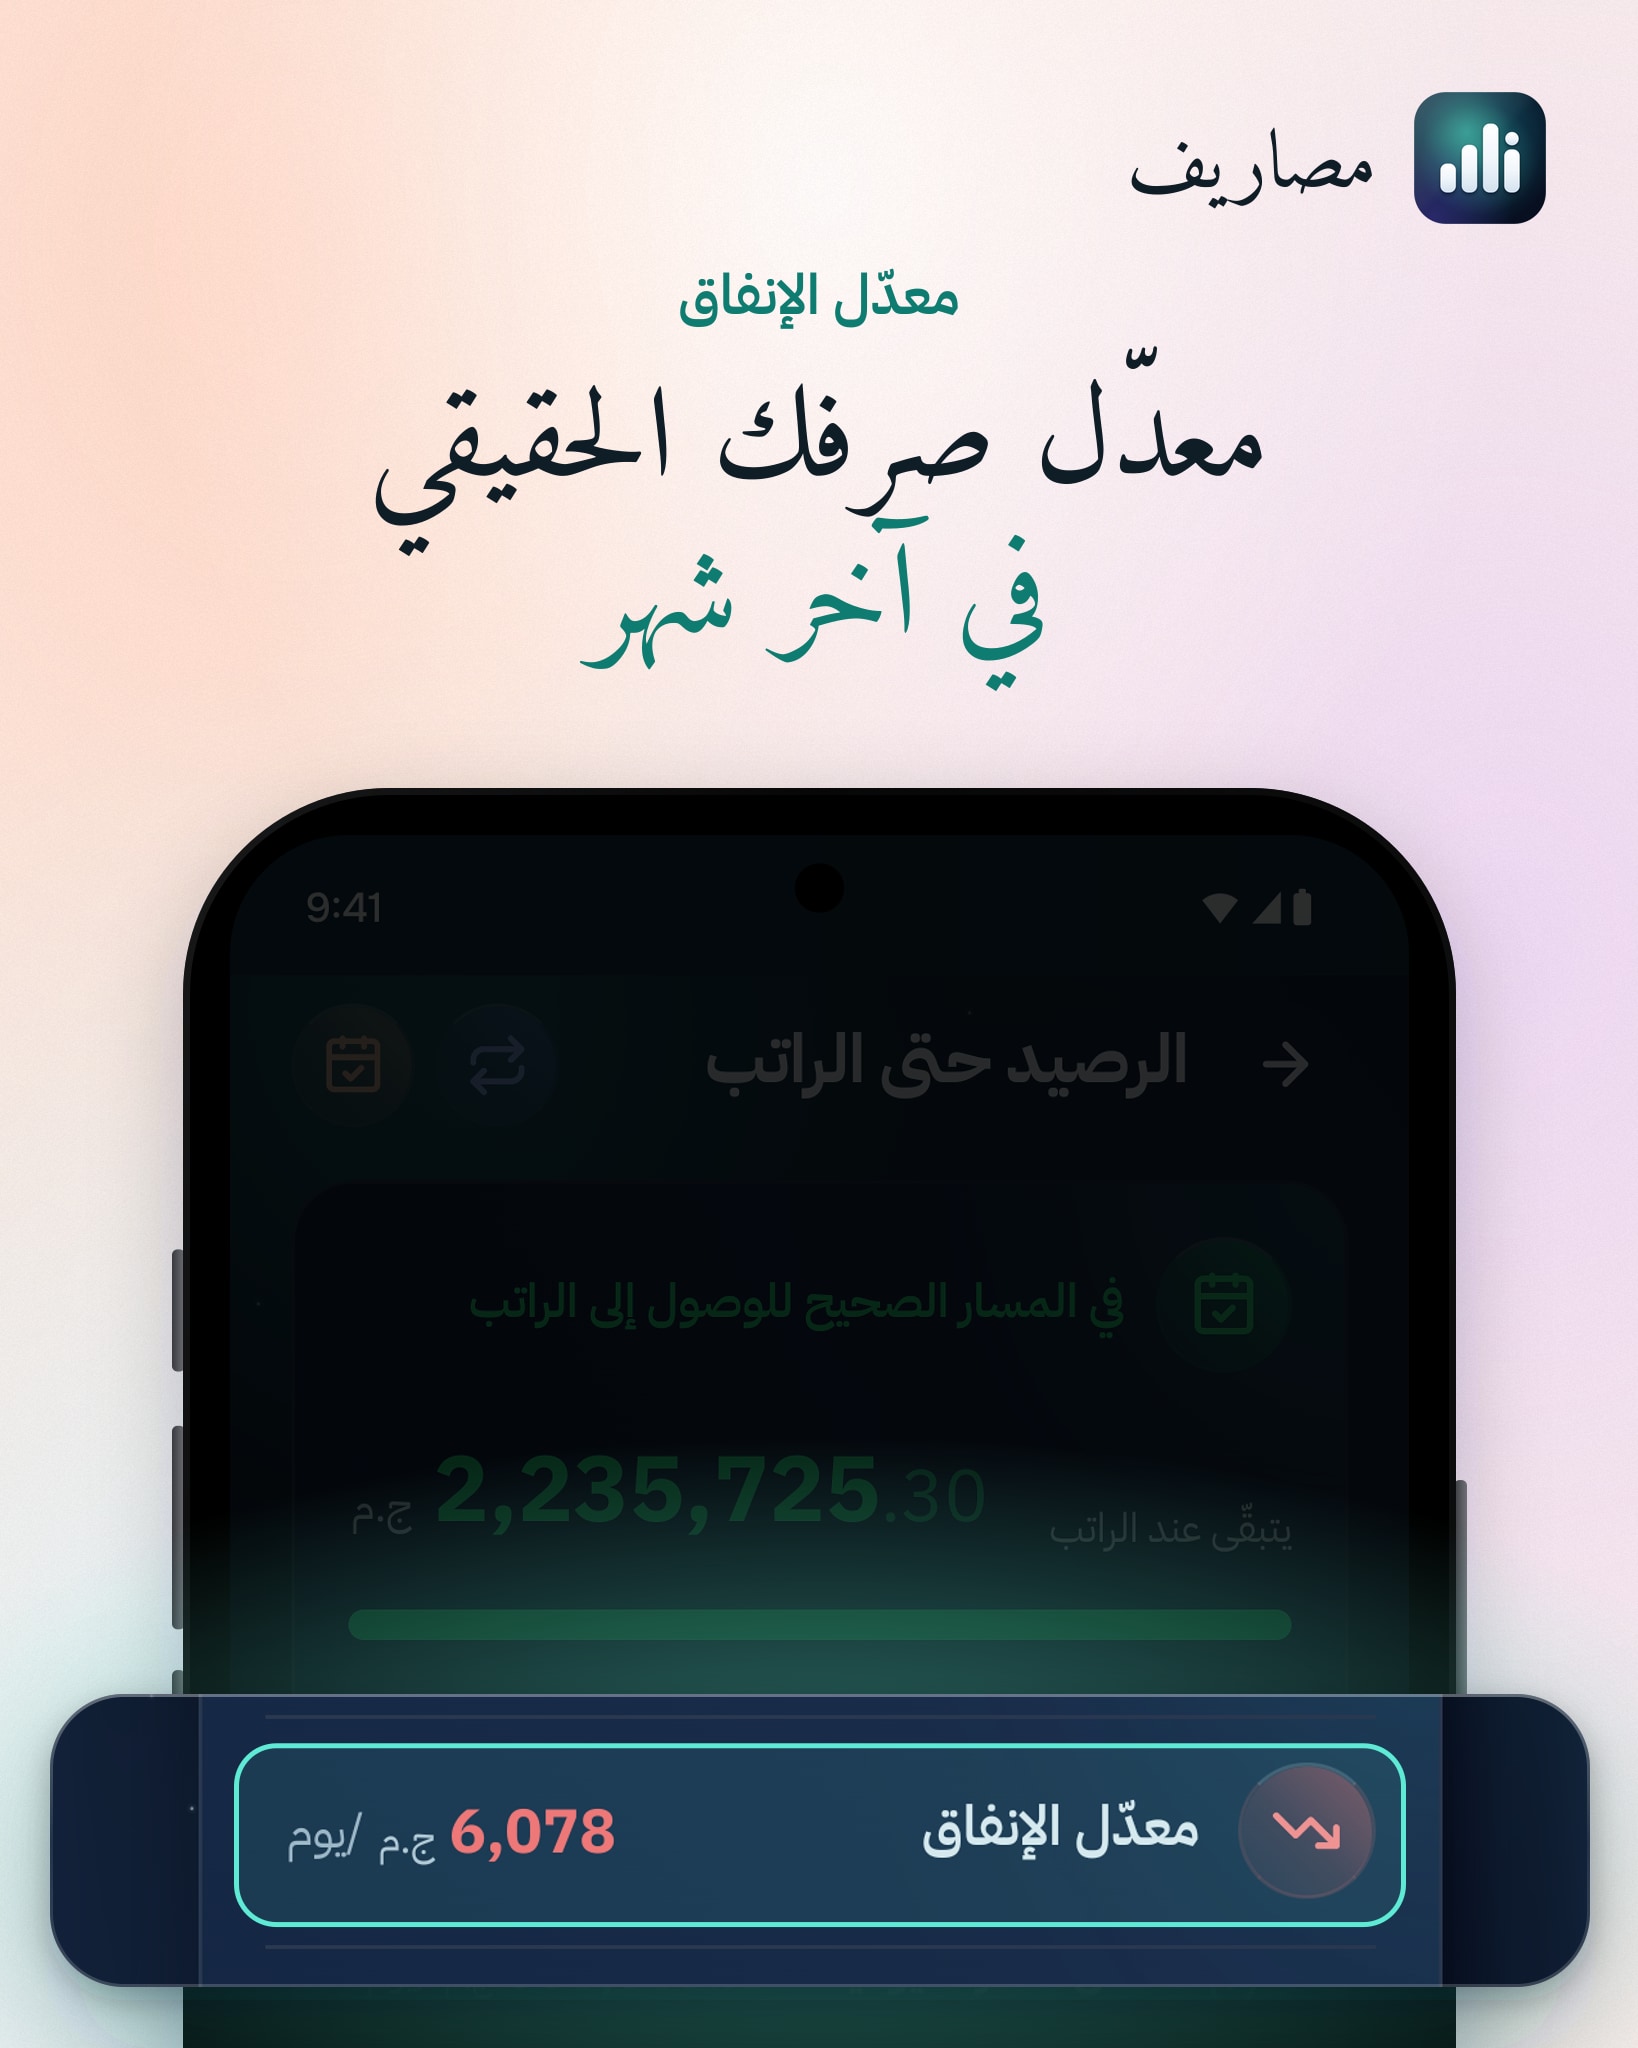 مصاريف
معدّل الإنفاق
معدّل صرفك الحقيقي
في آخر شهر
9:41
الرصيد حتى الراتب
في المسار الصحيح للوصول إلى الراتب
يتبقّى عند الراتب 2,235,725.30 ج.م
معدّل الإنفاق 6,078 ج.م /يوم